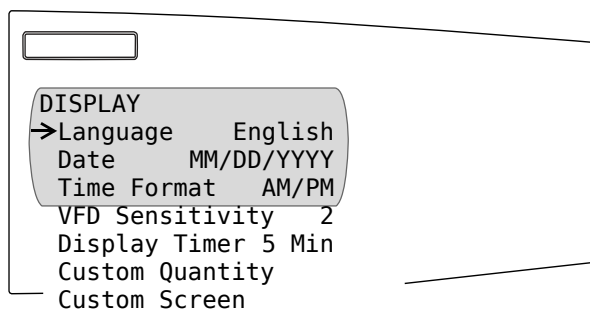 DISPLAY
→Language English
Date MM/DD/YYYY
Time Format AM/PM
VFD Sensitivity 2
Display Timer 5 Min
Custom Quantity
Custom Screen